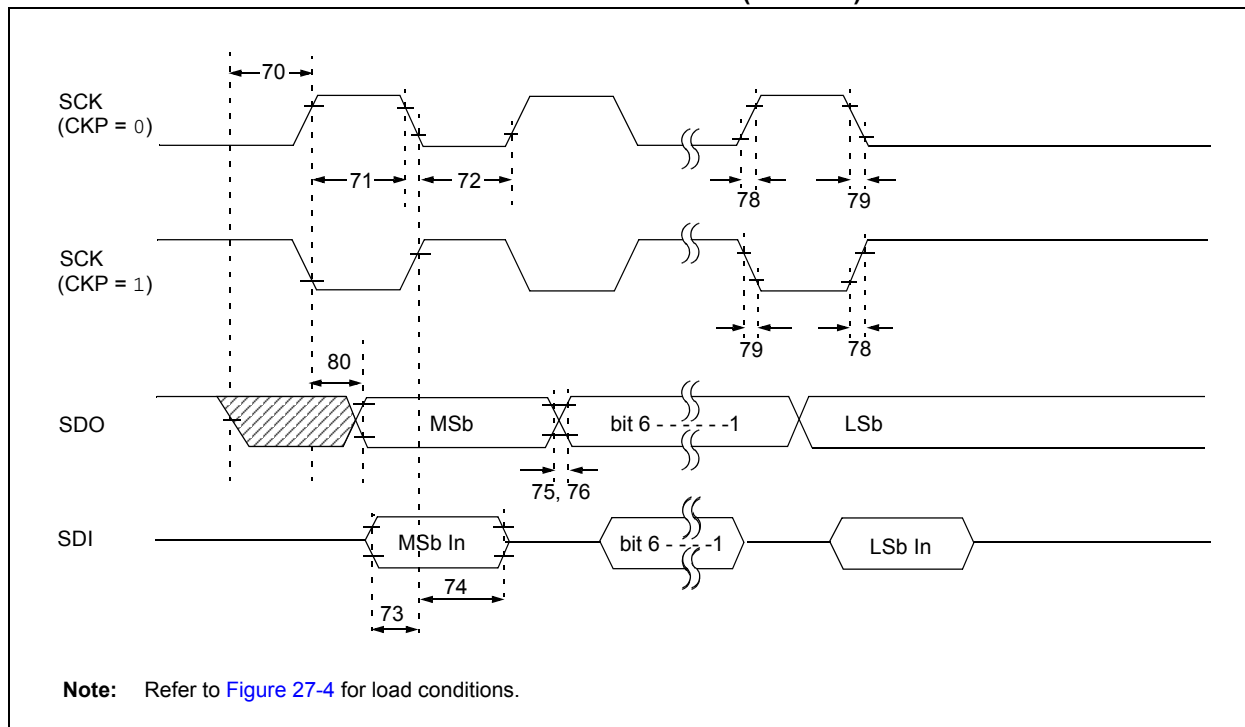 70
SCK
(CKP = 0)
71
72
78
79
SCK
(CKP = 1)
79
78
80
SDO
MSb
bit 6 - - - - - - -1
LSb
75, 76
SDI
MSb In
bit 6 - - - - -1
LSb In
74
73
Note: Refer to Figure 27-4 for load conditions.